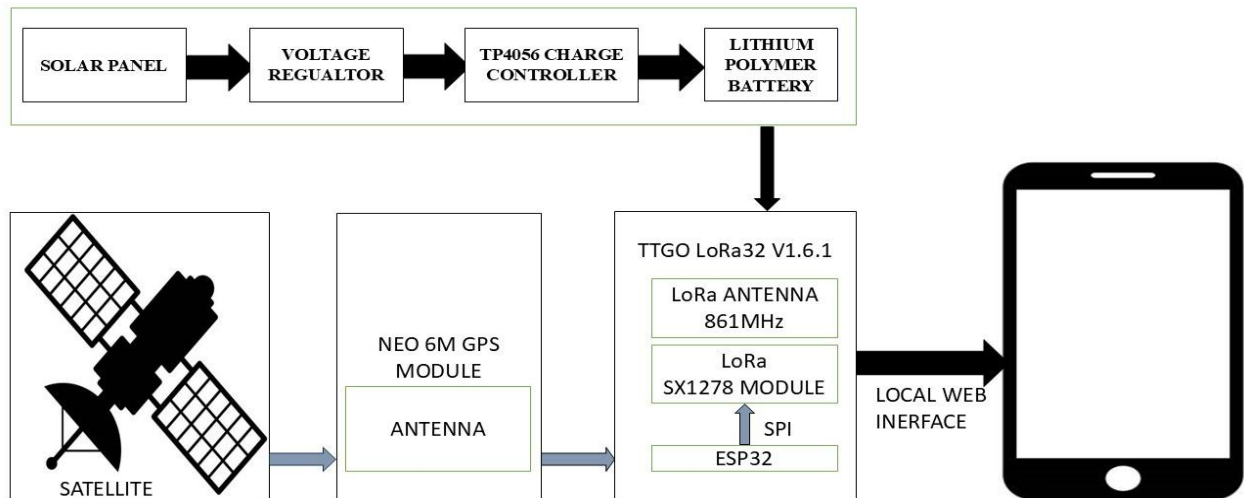 SOLAR PANEL
VOLTAGE
REGUALTOR
TP4056 CHARGE
CONTROLLER
LITHIUM
POLYMER
BATTERY
SATELLITE
NEO 6M GPS
MODULE
ANTENNA
TTGO LoRa32 V1.6.1
LoRa ANTENNA
861MHz
LoRa
SX1278 MODULE
SPI
ESP32
LOCAL WEB
INERFACE